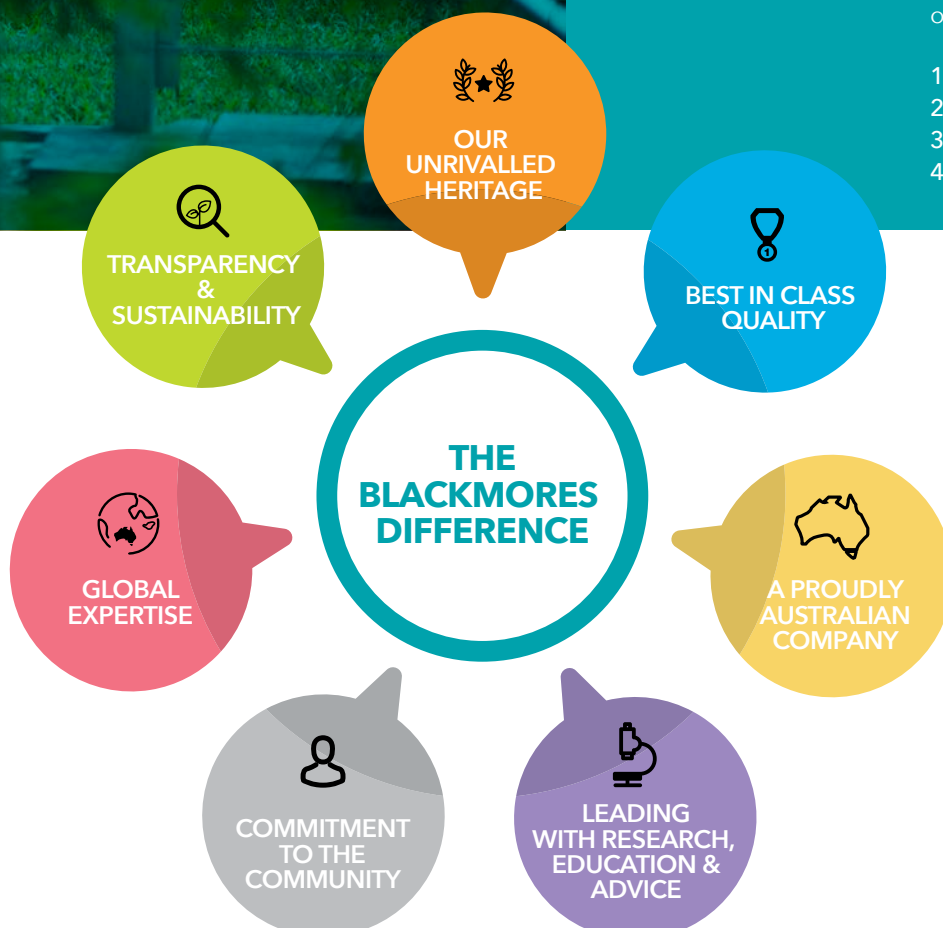 O
1
2
3
4
OUR
UNRIVALLED
HERITAGE
TRANSPARENCY
&
SUSTAINABILITY
BEST IN CLASS
QUALITY
THE
BLACKMORES
DIFFERENCE
GLOBAL
EXPERTISE
A PROUDLY
AUSTRALIAN
COMPANY
COMMITMENT
TO THE
COMMUNITY
LEADING
WITH RESEARCH,
EDUCATION &
ADVICE
1